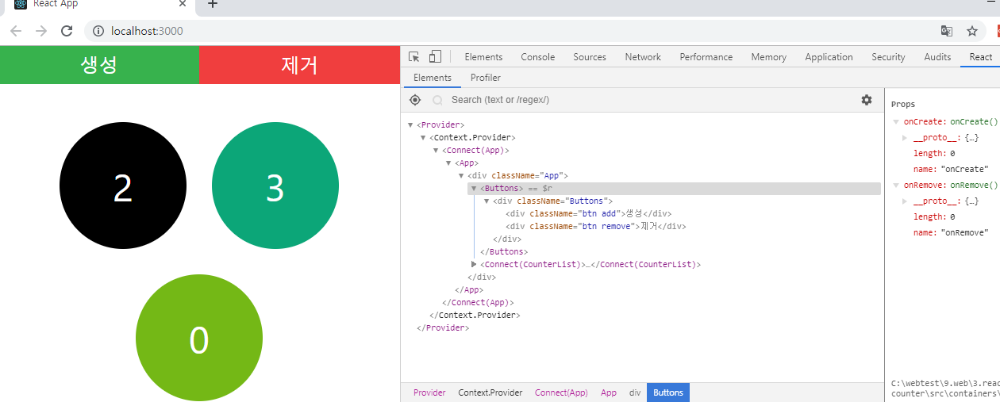 React App
localhost:3000
생성 제거
2 3
0
Elements Console Sources Network Performance Memory Application Security Audits React
Elements Profiler
Search (text or /regex/)
<Provider>
<Context.Provider>
<Connect(App)>
<App>
<div className="App">
<Buttons> == $r
<div className="Buttons">
<div className="btn add">생성</div>
<div className="btn remove">제거</div>
</div>
</Buttons>
<Connect(CounterList)>…</Connect(CounterList)>
</div>
</App>
</Connect(App)>
</Context.Provider>
</Provider>
Provider Context.Provider Connect(App) App div Buttons
Props
onCreate: onCreate()
__proto__: {…}
length: 0
name: "onCreate"
onRemove: onRemove()
__proto__: {…}
length: 0
name: "onRemove"
C:\webtest\9.web\3.reac
counter\src\containers\